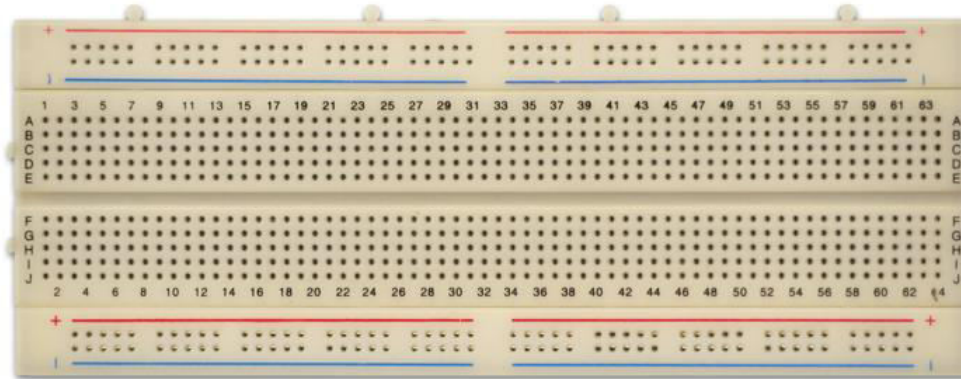 + +
- -
1 3 5 7 9 11 13 15 17 19 21 23 25 27 29 31 33 35 37 39 41 43 45 47 49 51 53 55 57 59 61 63
A A
B B
C C
D D
E E
F F
G G
H H
I I
J J
2 4 6 8 10 12 14 16 18 20 22 24 26 28 30 32 34 36 38 40 42 44 46 48 50 52 54 56 58 60 62
+ +
- -